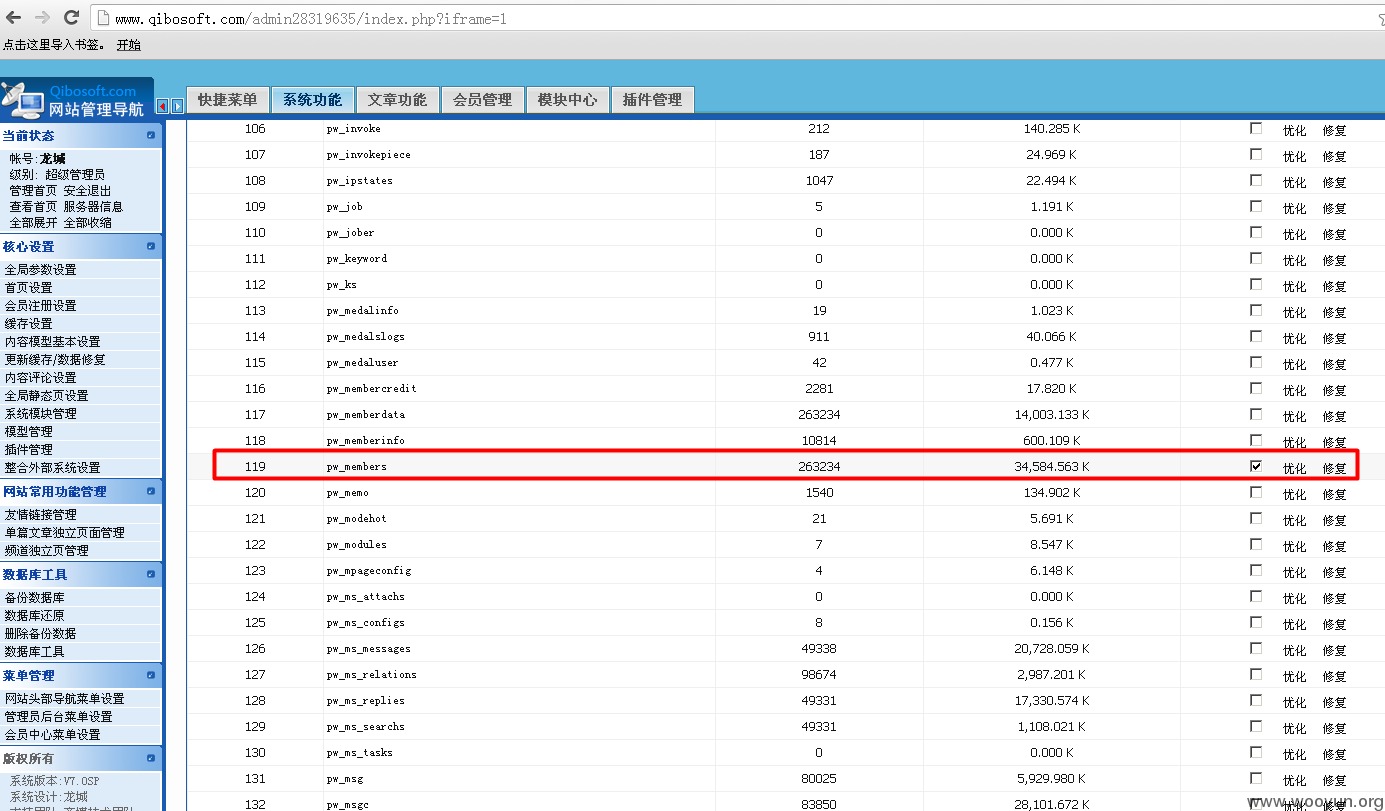 www.qibosoft.com/admin28319635/index.php?iframe=1
点击这里导入书签。 开始
Qibosoft.com
网站管理导航
快捷菜单 系统功能 文章功能 会员管理 模块中心 插件管理
当前状态
帐号:龙城
级别: 超级管理员
管理首页 安全退出
查看首页 服务器信息
全部展开 全部收缩
核心设置
全局参数设置
首页设置
会员注册设置
缓存设置
内容模型基本设置
更新缓存/数据修复
内容评论设置
全局静态页设置
系统模块管理
模型管理
插件管理
整合外部系统设置
网站常用功能管理
友情链接管理
单篇文章独立页面管理
频道独立页管理
数据库工具
备份数据库
数据库还原
删除备份数据
数据库工具
菜单管理
网站头部导航菜单设置
管理员后台菜单设置
会员中心菜单设置
版权所有
系统版本:V7.0SP
系统设计:龙城
106 pw_invoke 212 140.285 K 优化 修复
107 pw_invokepiece 187 24.969 K 优化 修复
108 pw_ipstates 1047 22.494 K 优化 修复
109 pw_job 5 1.191 K 优化 修复
110 pw_jober 0 0.000 K 优化 修复
111 pw_keyword 0 0.000 K 优化 修复
112 pw_ks 0 0.000 K 优化 修复
113 pw_medalinfo 19 1.023 K 优化 修复
114 pw_medalslogs 911 40.066 K 优化 修复
115 pw_medaluser 42 0.477 K 优化 修复
116 pw_membercredit 2281 17.820 K 优化 修复
117 pw_memberdata 263234 14,003.133 K 优化 修复
118 pw_memberinfo 10814 600.109 K 优化 修复
119 pw_members 263234 34,584.563 K 优化 修复
120 pw_memo 1540 134.902 K 优化 修复
121 pw_modehot 21 5.691 K 优化 修复
122 pw_modules 7 8.547 K 优化 修复
123 pw_mpageconfig 4 6.148 K 优化 修复
124 pw_ms_attachs 0 0.000 K 优化 修复
125 pw_ms_configs 8 0.156 K 优化 修复
126 pw_ms_messages 49338 20,728.059 K 优化 修复
127 pw_ms_relations 98674 2,987.201 K 优化 修复
128 pw_ms_replies 49331 17,330.574 K 优化 修复
129 pw_ms_searchs 49331 1,108.021 K 优化 修复
130 pw_ms_tasks 0 0.000 K 优化 修复
131 pw_msg 80025 5,929.980 K 优化 修复
132 pw_msgc 83850 28,101.672 K 优化 修复
www.wooyun.org